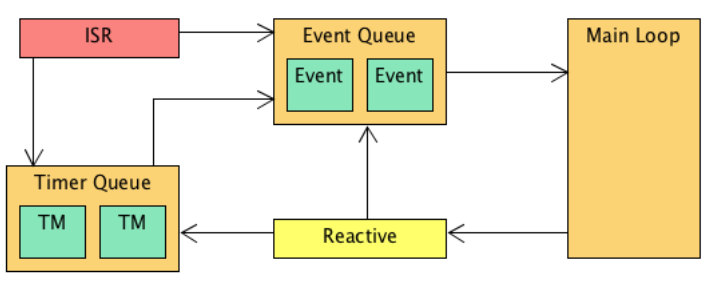 ISR
Event Queue
Main Loop
Event Event
Timer Queue
TM TM
Reactive